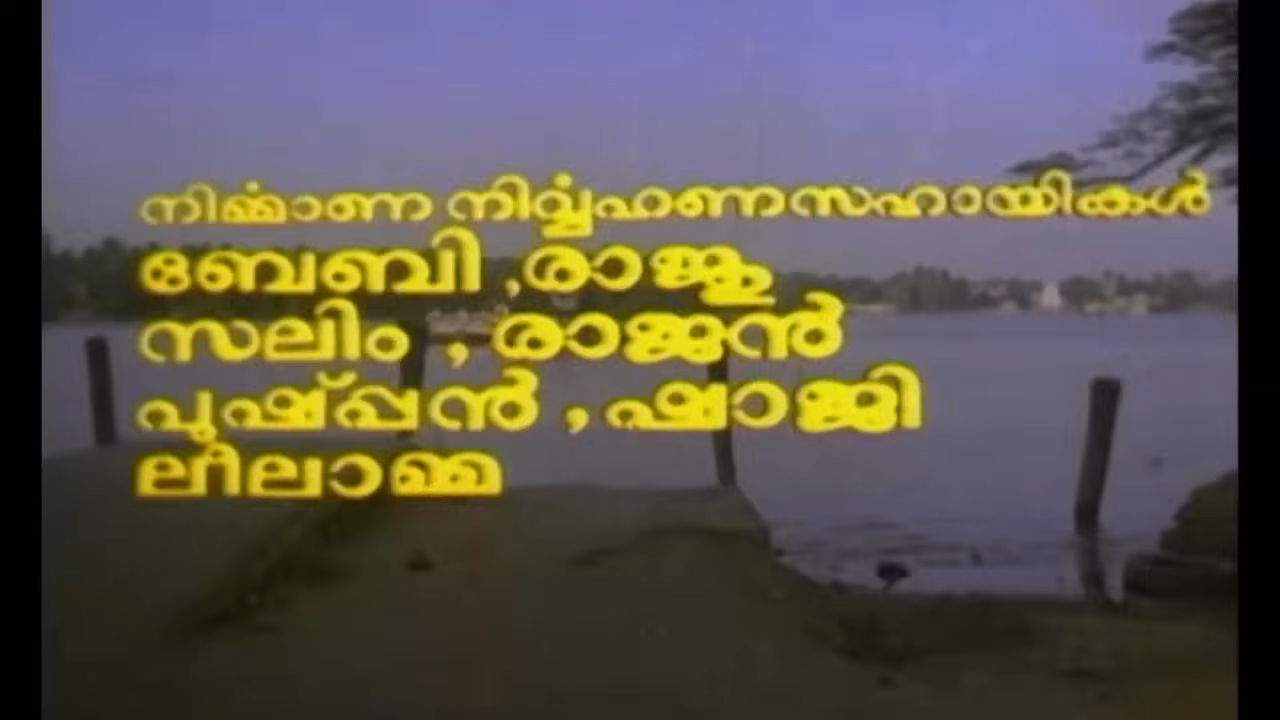 നിർമ്മാണ നിർവ്വഹണസഹായികൾ
ബേബി ,രാജു
സലിം , രാജൻ
പുഷ്പ്പൻ , ഷാജി
ലീലാമ്മ